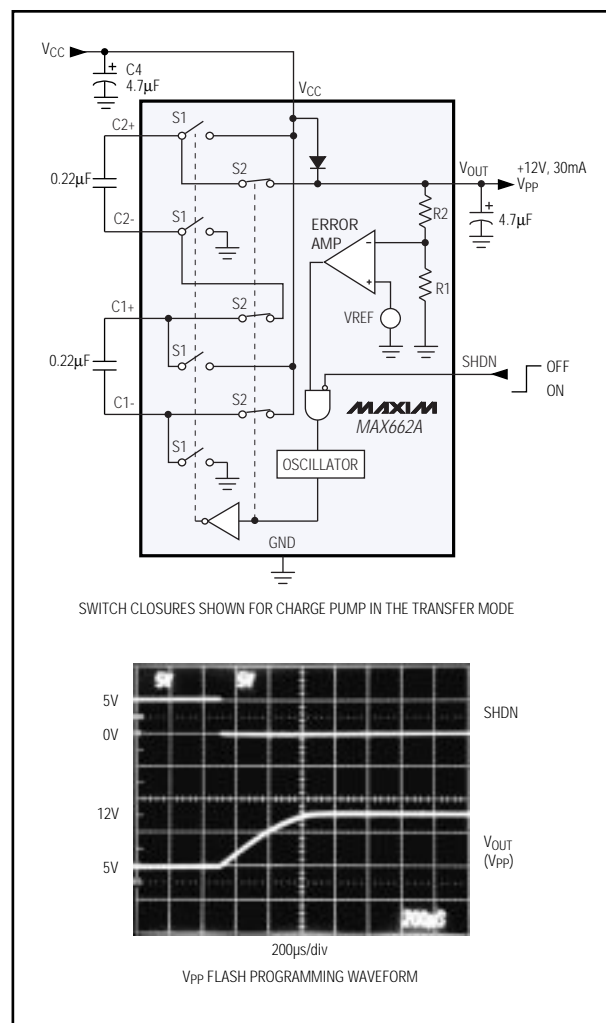 VCC
C4
4.7µF
VCC
C2+
S1
S2
VOUT
+12V, 30mA
VPP
0.22µF
R2
4.7µF
C2-
S1
ERROR
AMP
–
+
R1
C1+
S2
VREF
0.22µF
S1
SHDN
OFF
ON
C1-
S2
MAXIM
MAX662A
S1
OSCILLATOR
GND
SWITCH CLOSURES SHOWN FOR CHARGE PUMP IN THE TRANSFER MODE
5V
5V
5V
SHDN
0V
12V
VOUT
(VPP)
5V
200µS
200µs/div
VPP FLASH PROGRAMMING WAVEFORM